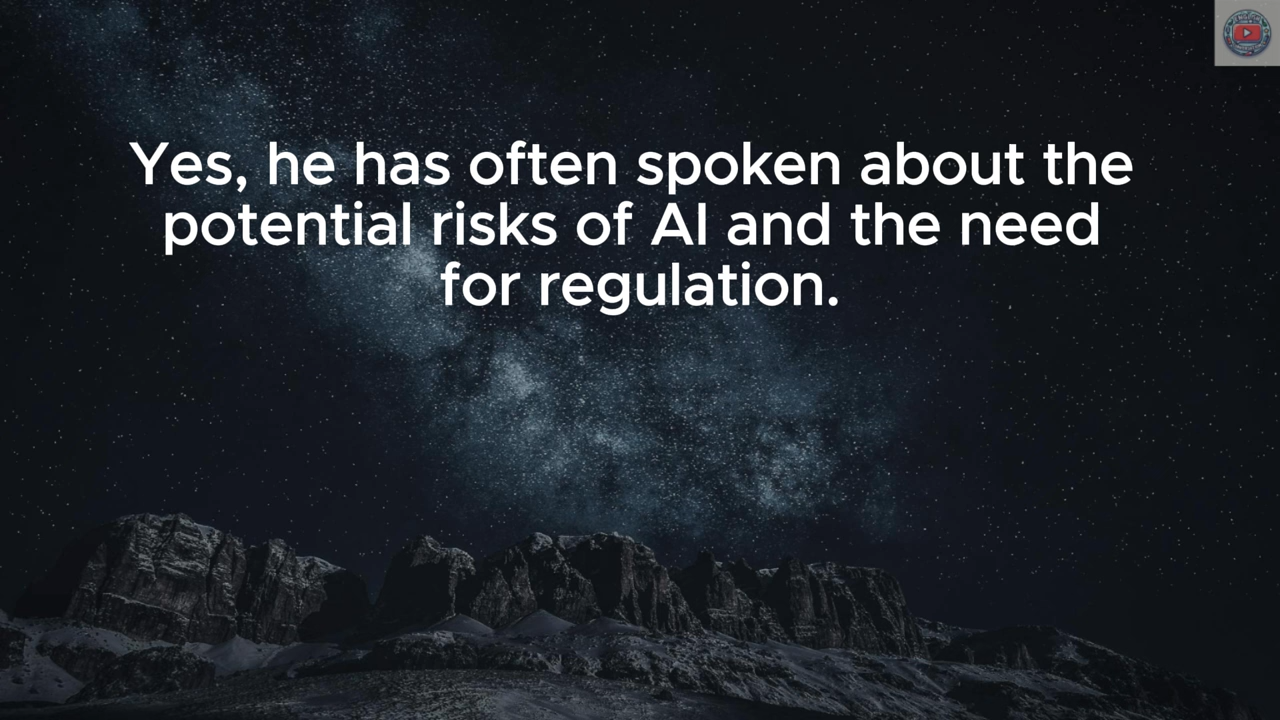 Yes, he has often spoken about the
potential risks of AI and the need
for regulation.